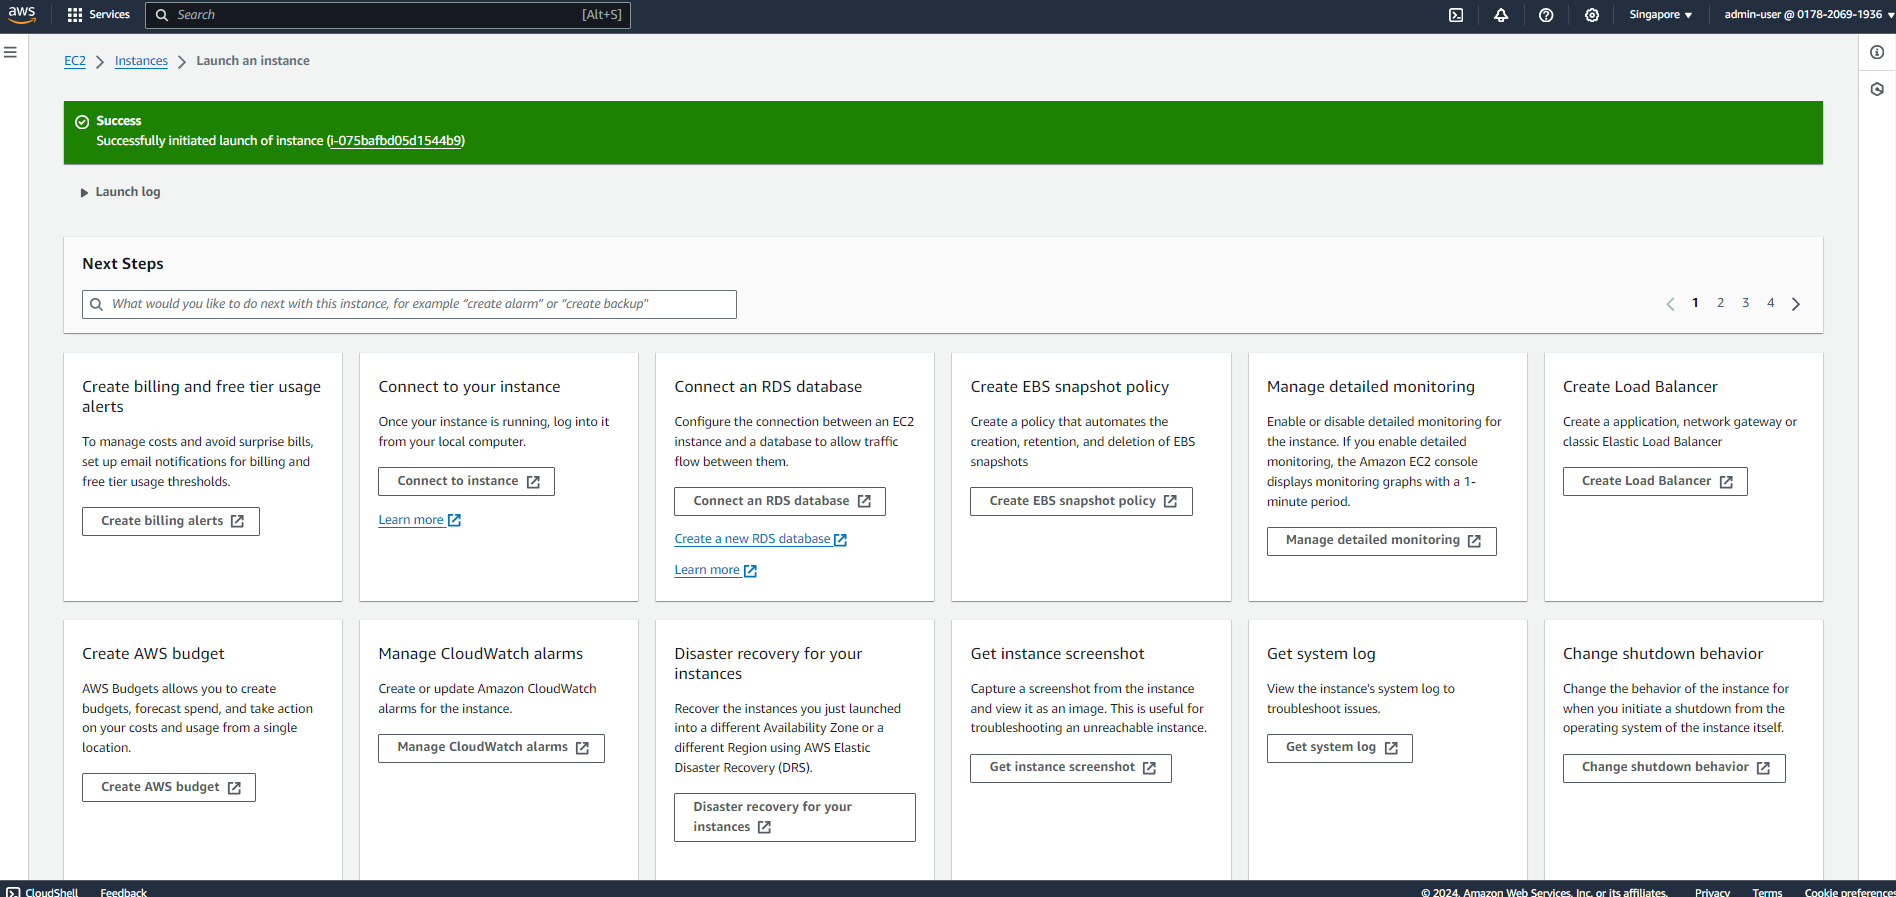 aws
Services
Search
[Alt+S]
Singapore
admin-user @ 0178-2069-1936
EC2
Instances
Launch an instance
Success
Successfully initiated launch of instance (i-075bafbd05d1544b9)
Launch log
Next Steps
What would you like to do next with this instance, for example “create alarm” or “create backup”
1 2 3 4
Create billing and free tier usage
alerts
To manage costs and avoid surprise bills,
set up email notifications for billing and
free tier usage thresholds.
Create billing alerts
Connect to your instance
Once your instance is running, log into it
from your local computer.
Connect to instance
Learn more
Connect an RDS database
Configure the connection between an EC2
instance and a database to allow traffic
flow between them.
Connect an RDS database
Create a new RDS database
Learn more
Create EBS snapshot policy
Create a policy that automates the
creation, retention, and deletion of EBS
snapshots
Create EBS snapshot policy
Manage detailed monitoring
Enable or disable detailed monitoring for
the instance. If you enable detailed
monitoring, the Amazon EC2 console
displays monitoring graphs with a 1-
minute period.
Manage detailed monitoring
Create Load Balancer
Create a application, network gateway or
classic Elastic Load Balancer
Create Load Balancer
Create AWS budget
AWS Budgets allows you to create
budgets, forecast spend, and take action
on your costs and usage from a single
location.
Create AWS budget
Manage CloudWatch alarms
Create or update Amazon CloudWatch
alarms for the instance.
Manage CloudWatch alarms
Disaster recovery for your
instances
Recover the instances you just launched
into a different Availability Zone or a
different Region using AWS Elastic
Disaster Recovery (DRS).
Disaster recovery for your
instances
Get instance screenshot
Capture a screenshot from the instance
and view it as an image. This is useful for
troubleshooting an unreachable instance.
Get instance screenshot
Get system log
View the instance's system log to
troubleshoot issues.
Get system log
Change shutdown behavior
Change the behavior of the instance for
when you initiate a shutdown from the
operating system of the instance itself.
Change shutdown behavior
CloudShell
Feedback
© 2024, Amazon Web Services, Inc. or its affiliates.
Privacy
Terms
Cookie preferences